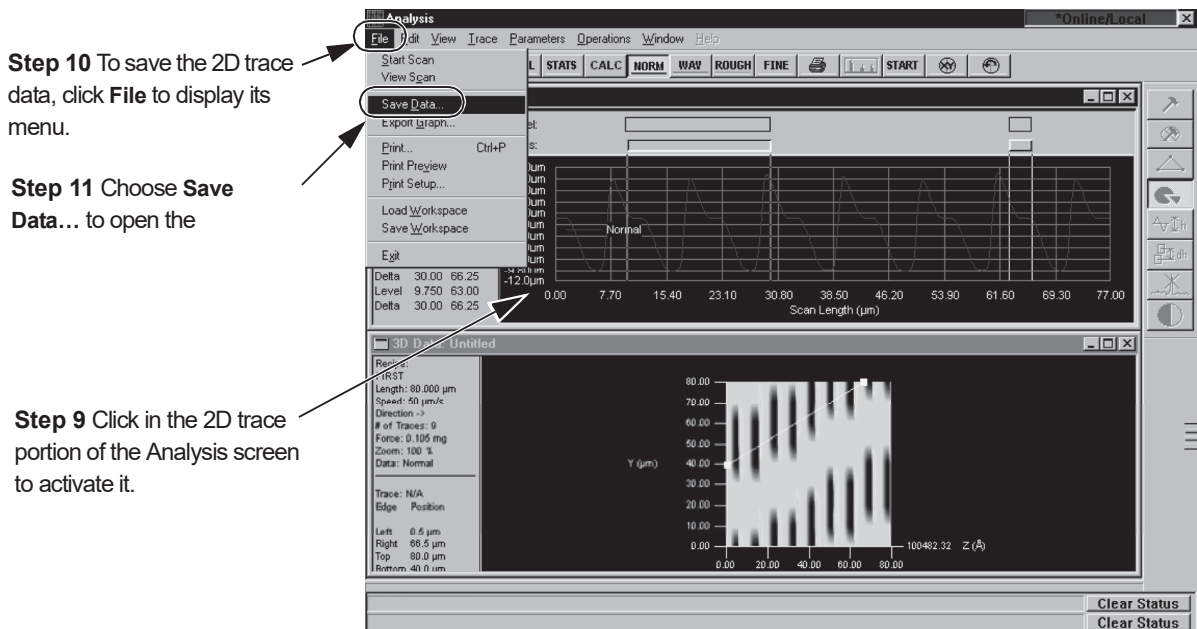 Analysis
*Online/Local
File Edit View Trace Parameters Operations Window Help
STATS CALC NORM WAV ROUGH FINE START
Step 10 To save the 2D trace
data, click File to display its
menu.
Start Scan
View Scan
Save Data...
Export Graph...
Print... Ctrl+P
Print Preview
Print Setup...
Load Workspace
Save Workspace
Exit
Step 11 Choose Save
Data… to open the
Normal
Delta 30.00 66.25
Level 9.750 63.00
Delta 30.00 66.25
-12.0µm
0.00 7.70 15.40 23.10 30.80 38.50 46.20 53.90 61.60 69.30 77.00
Scan Length (µm)
h
dh
Step 9 Click in the 2D trace
portion of the Analysis screen
to activate it.
3D Data: Untitled
Recipe:
FIRST
Length: 80.000 µm
Speed: 50 µm/s
Direction ->
# of Traces: 9
Force: 0.105 mg
Zoom: 100 %
Data: Normal
Trace: N/A
Edge Position
Left 0.5 µm
Right 66.5 µm
Top 80.0 µm
Bottom 40.0 µm
80.00
70.00
60.00
50.00
Y (µm) 40.00
30.00
20.00
10.00
0.00
100482.32 Z (Å)
0.00 20.00 40.00 60.00 80.00
Clear Status
Clear Status